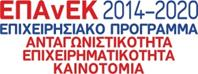 ΕΠΑνΕΚ 2014-2020
ΕΠΙΧΕΙΡΗΣΙΑΚΟ ΠΡΟΓΡΑΜΜΑ
ΑΝΤΑΓΩΝΙΣΤΙΚΟΤΗΤΑ
ΕΠΙΧΕΙΡΗΜΑΤΙΚΟΤΗΤΑ
ΚΑΙΝΟΤΟΜΙΑ